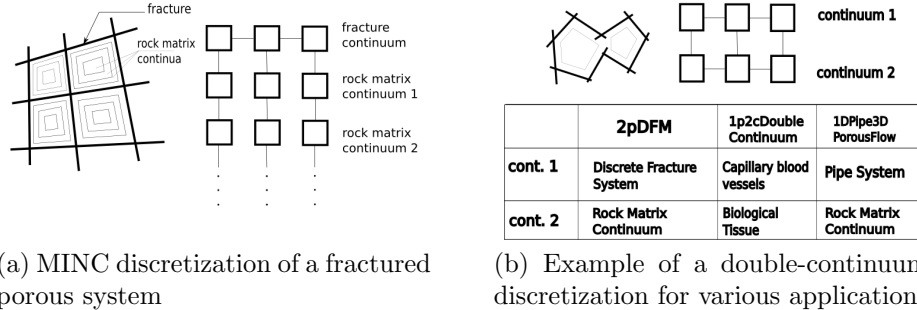 fracture
rock matrix
continua
fracture
continuum
rock matrix
continuum 1
rock matrix
continuum 2
(a) MINC discretization of a fractured
porous system
continuum 1
continuum 2
2pDFM
1p2cDouble
Continuum
1DPipe3D
PorousFlow
cont. 1
Discrete Fracture
System
Capillary blood
vessels
Pipe System
cont. 2
Rock Matrix
Continuum
Biological
Tissue
Rock Matrix
Continuum
(b) Example of a double-continuum
discretization for various application